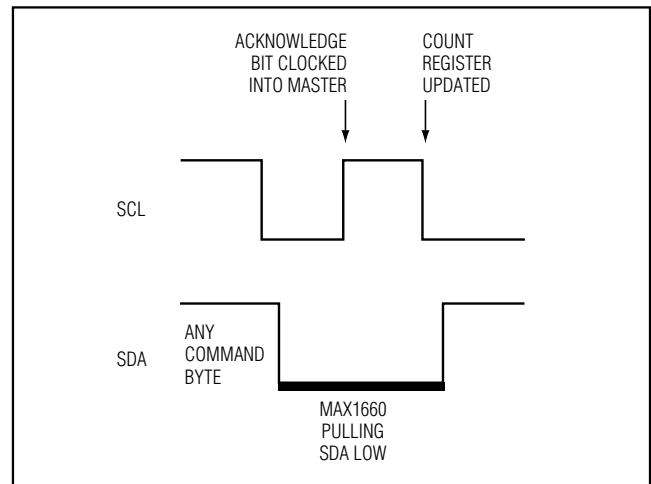 ACKNOWLEDGE
BIT CLOCKED
INTO MASTER
COUNT
REGISTER
UPDATED
SCL
SDA
ANY
COMMAND
BYTE
MAX1660
PULLING
SDA LOW